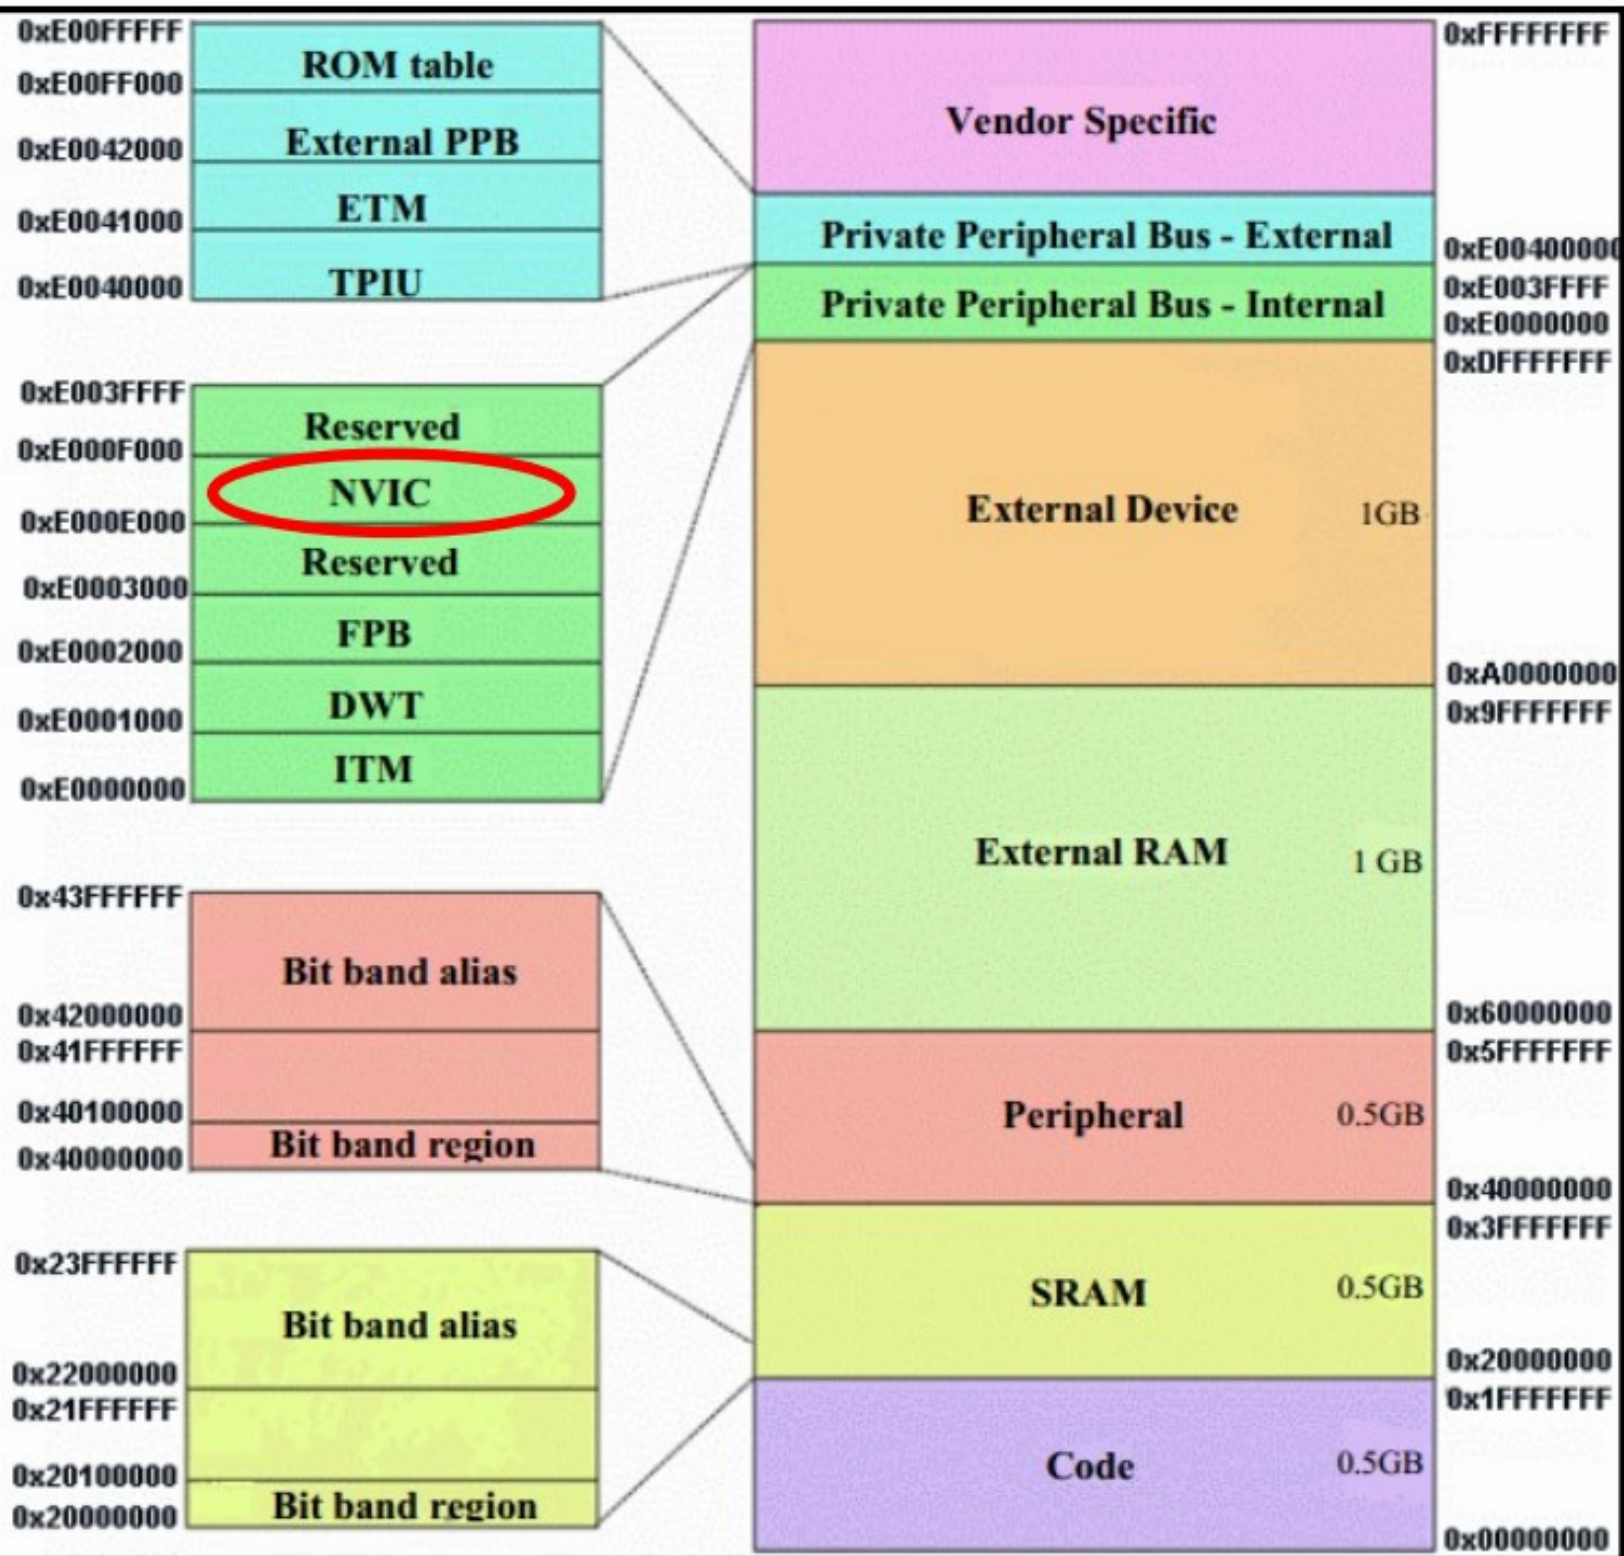 0xE00FFFFF
ROM table
0xE00FF000
External PPB
0xE0042000
ETM
0xE0041000
TPIU
0xE0040000
0xE003FFFF
Reserved
0xE000F000
NVIC
0xE000E000
Reserved
0xE0003000
FPB
0xE0002000
DWT
0xE0001000
ITM
0xE0000000
0x43FFFFFF
Bit band alias
0x42000000
0x41FFFFFF
0x40100000
Bit band region
0x40000000
0x23FFFFFF
Bit band alias
0x22000000
0x21FFFFFF
0x20100000
Bit band region
0x20000000
0xFFFFFFFF
Vendor Specific
Private Peripheral Bus - External
0xE00400000
0xE003FFFF
Private Peripheral Bus - Internal
0xE0000000
0xDFFFFFFF
External Device 1GB
0xA0000000
0x9FFFFFFF
External RAM 1 GB
0x60000000
0x5FFFFFFF
Peripheral 0.5GB
0x40000000
0x3FFFFFFF
SRAM 0.5GB
0x20000000
0x1FFFFFFF
Code 0.5GB
0x00000000